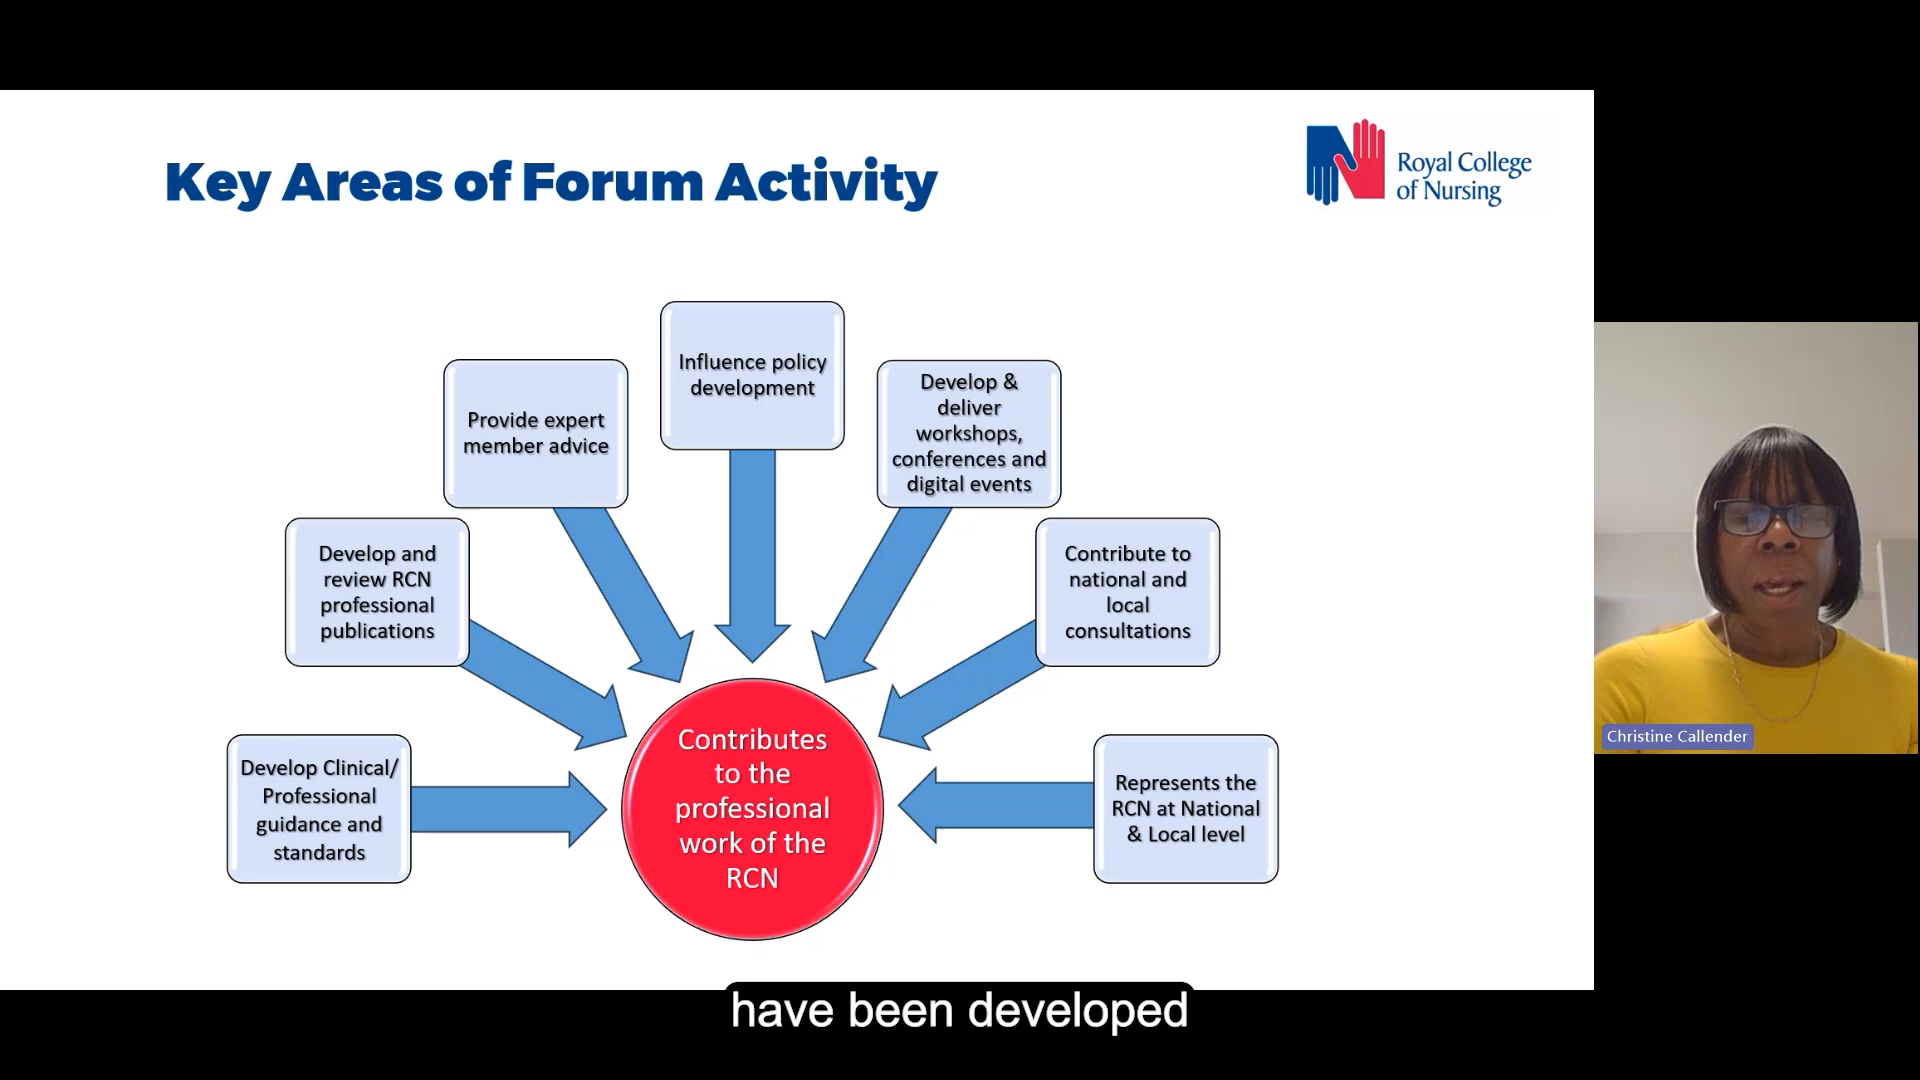 Key Areas of Forum Activity
Royal College
of Nursing
Influence policy
development
Provide expert
member advice
Develop &
deliver
workshops,
conferences and
digital events
Develop and
review RCN
professional
publications
Contribute to
national and
local
consultations
Develop Clinical/
Professional
guidance and
standards
Contributes
to the
professional
work of the
RCN
Represents the
RCN at National
& Local level
Christine Callender
have been developed